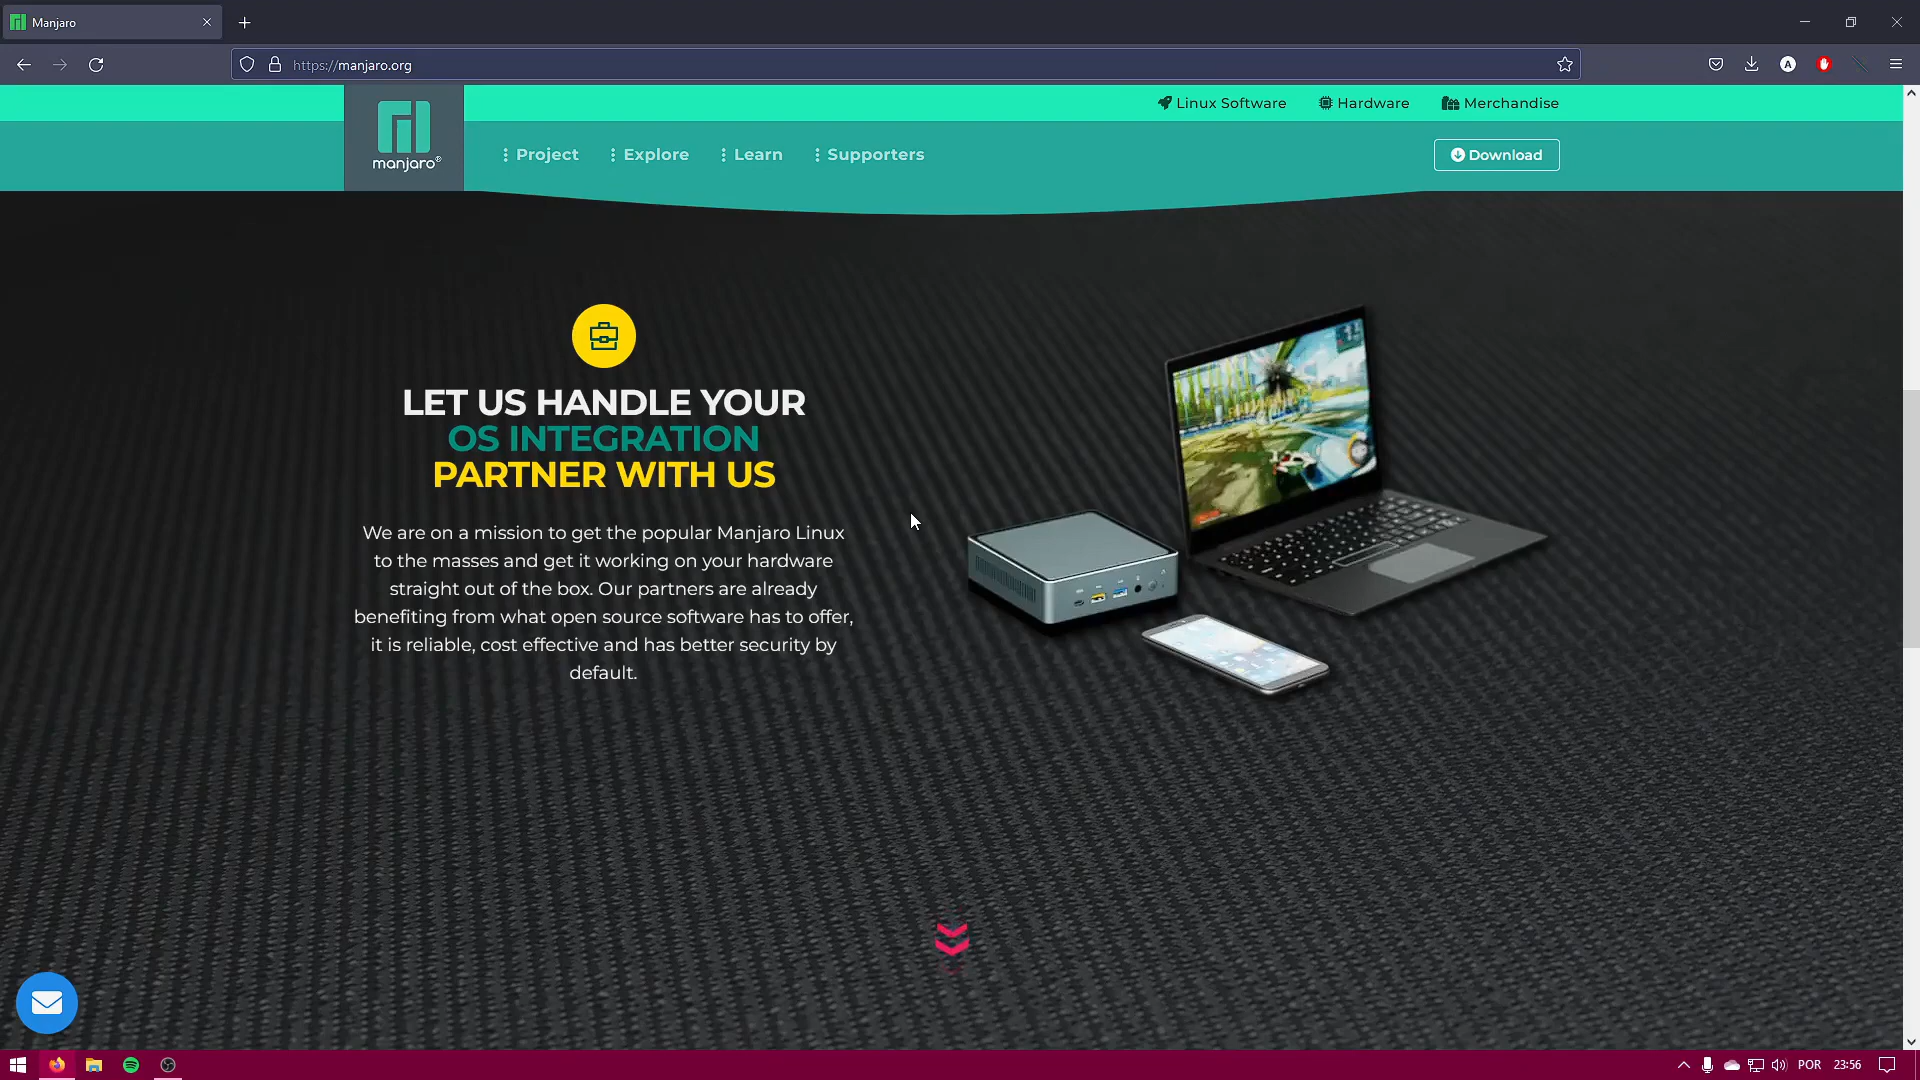 Manjaro
https://manjaro.org
Linux Software
Hardware
Merchandise
manjaro®
Project
Explore
Learn
Supporters
Download
LET US HANDLE YOUR
OS INTEGRATION
PARTNER WITH US
We are on a mission to get the popular Manjaro Linux
to the masses and get it working on your hardware
straight out of the box. Our partners are already
benefiting from what open source software has to offer,
it is reliable, cost effective and has better security by
default.
POR
23:56